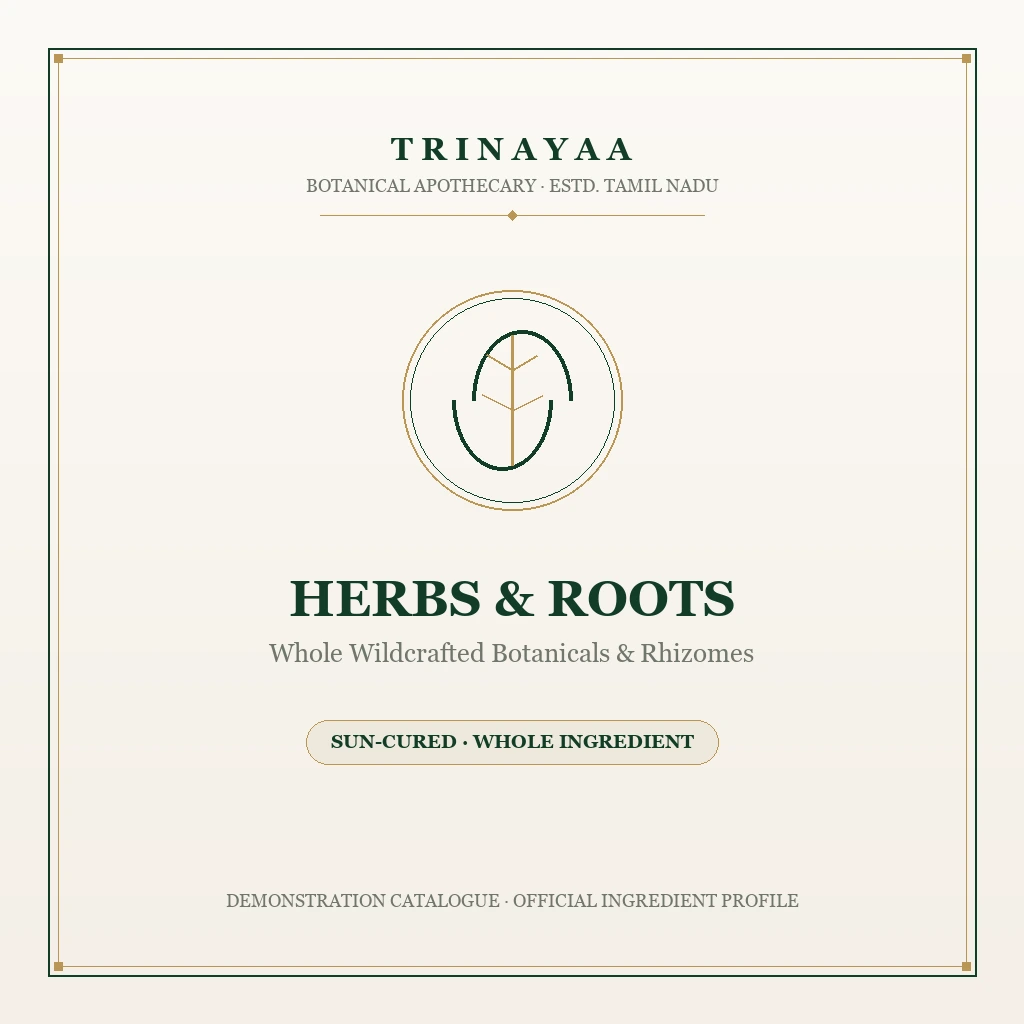 TRINAYAA
BOTANICAL APOTHECARY · ESTD. TAMIL NADU
HERBS & ROOTS
Whole Wildcrafted Botanicals & Rhizomes
SUN-CURED · WHOLE INGREDIENT
DEMONSTRATION CATALOGUE · OFFICIAL INGREDIENT PROFILE